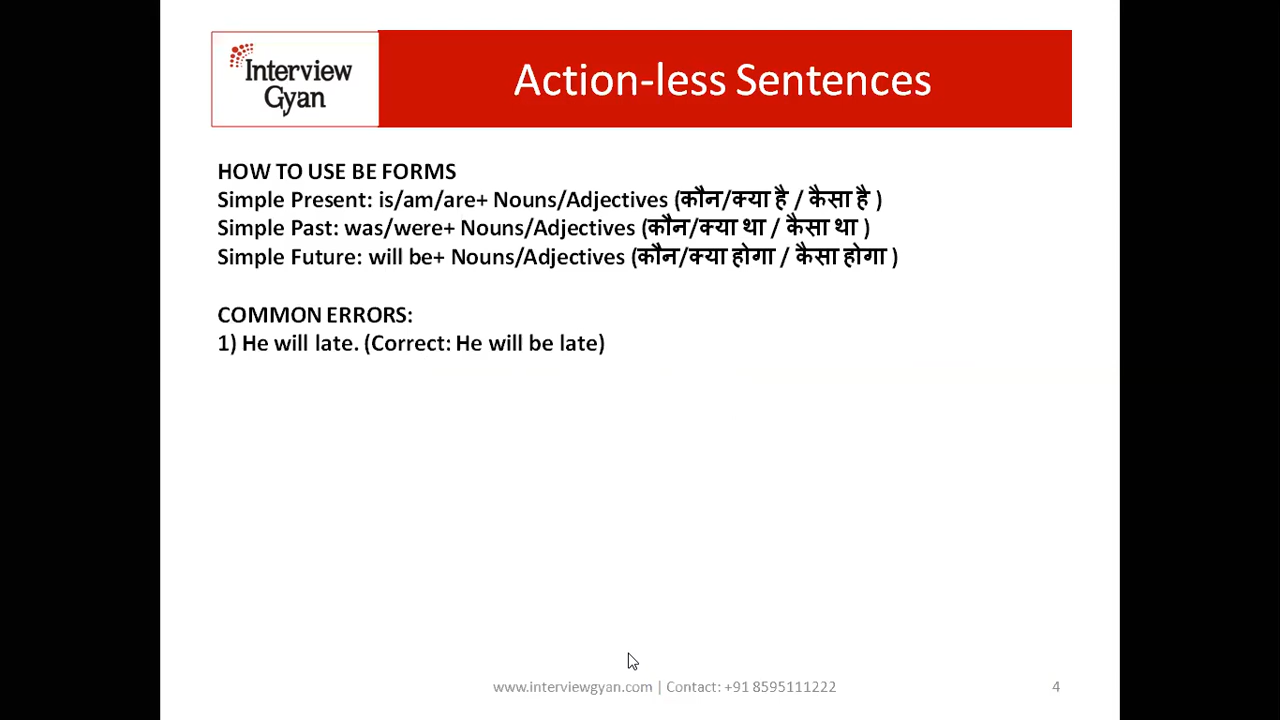 Interview
Gyan
Action-less Sentences
HOW TO USE BE FORMS
Simple Present: is/am/are+ Nouns/Adjectives (कौन/क्या है / कैसा है )
Simple Past: was/were+ Nouns/Adjectives (कौन/क्या था / कैसा था )
Simple Future: will be+ Nouns/Adjectives (कौन/क्या होगा / कैसा होगा )
COMMON ERRORS:
1) He will late. (Correct: He will be late)
www.interviewgyan.com | Contact: +91 8595111222
4